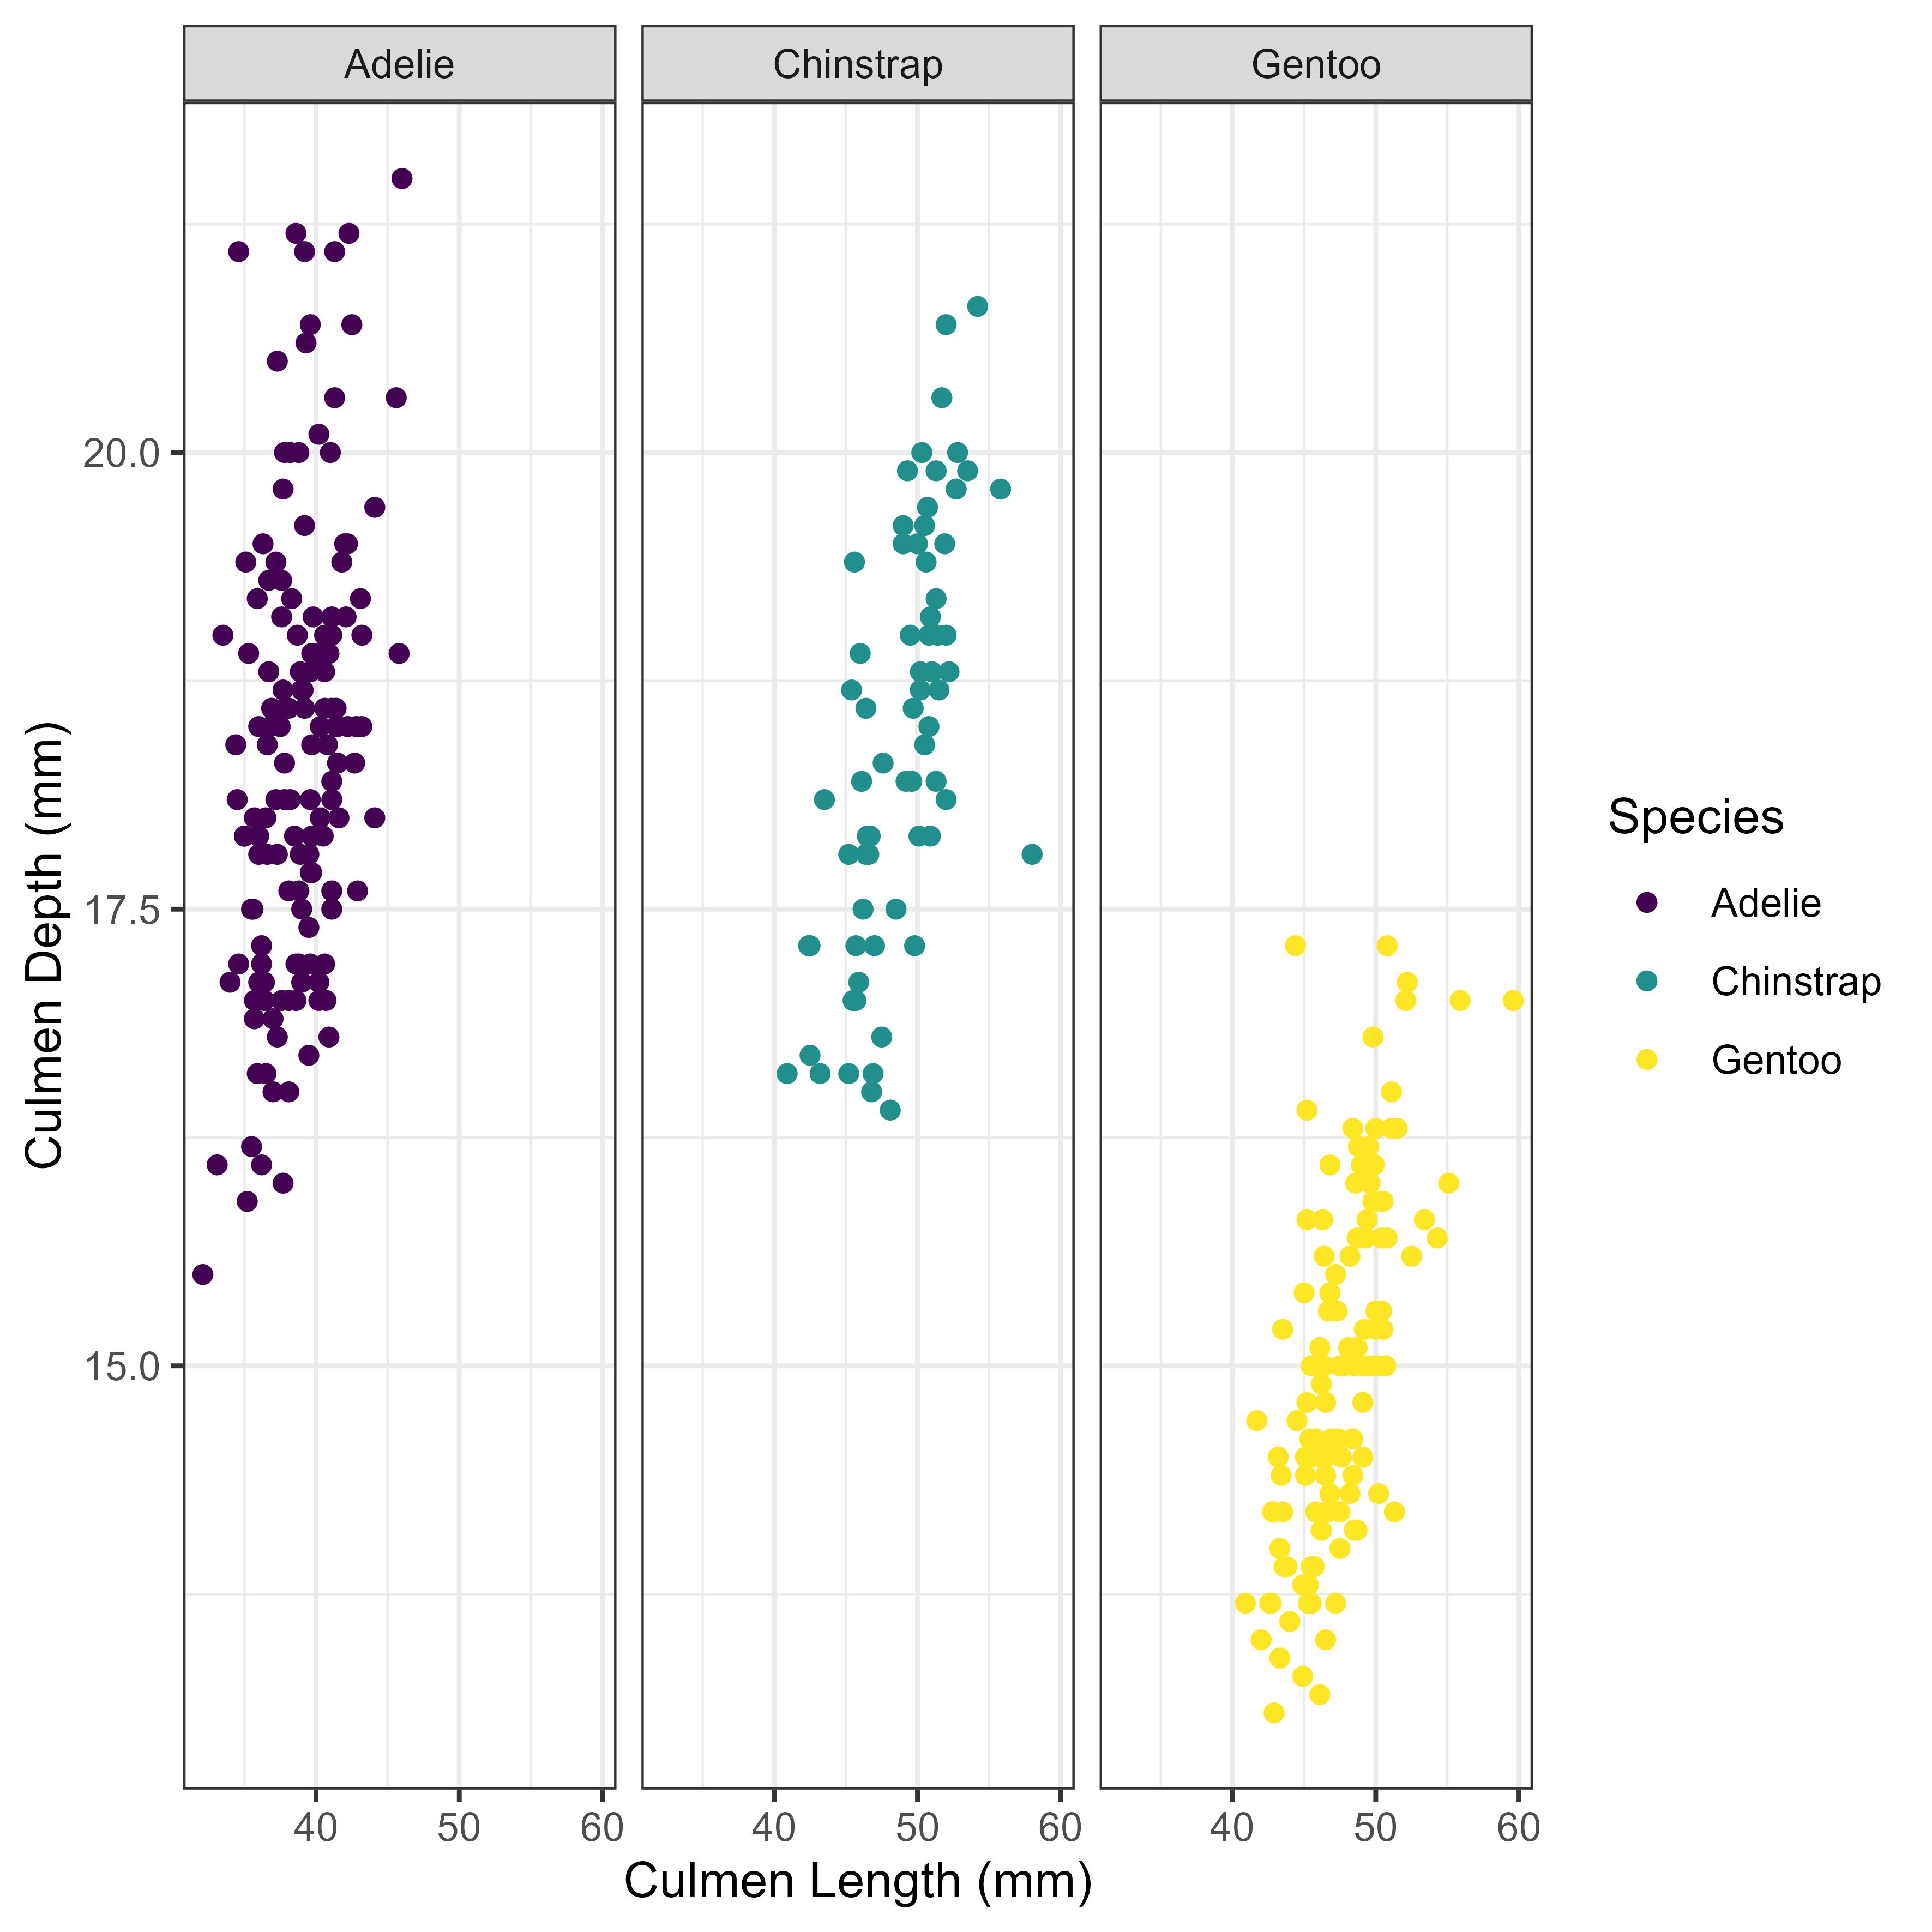 Adelie
Chinstrap
Gentoo
Culmen Depth (mm)
20.0
17.5
15.0
40 50 60
40 50 60
40 50 60
Culmen Length (mm)
Species
Adelie
Chinstrap
Gentoo